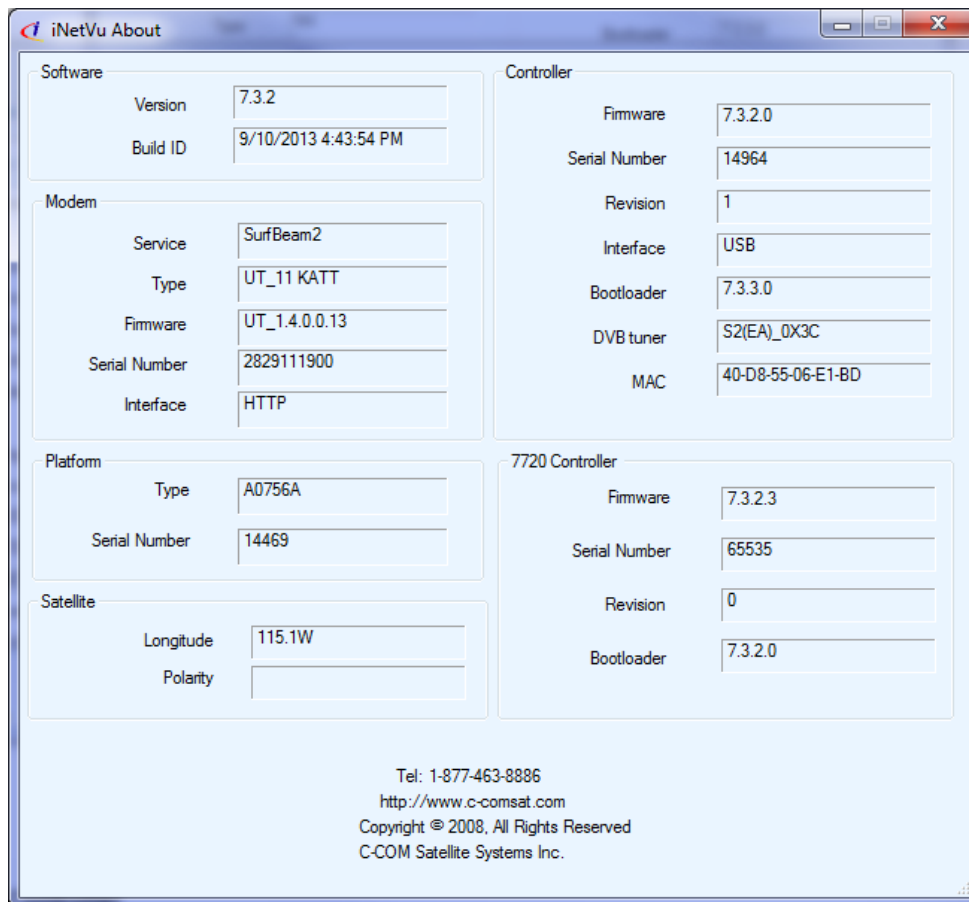 iNetVu About
Software
Version 7.3.2
Build ID 9/10/2013 4:43:54 PM
Modem
Service SurfBeam2
Type UT_11 KATT
Firmware UT_1.4.0.0.13
Serial Number 2829111900
Interface HTTP
Platform
Type A0756A
Serial Number 14469
Satellite
Longitude 115.1W
Polarity
Controller
Firmware 7.3.2.0
Serial Number 14964
Revision 1
Interface USB
Bootloader 7.3.3.0
DVB tuner S2(EA)_0X3C
MAC 40-D8-55-06-E1-BD
7720 Controller
Firmware 7.3.2.3
Serial Number 65535
Revision 0
Bootloader 7.3.2.0
Tel: 1-877-463-8886
http://www.c-comsat.com
Copyright © 2008, All Rights Reserved
C-COM Satellite Systems Inc.